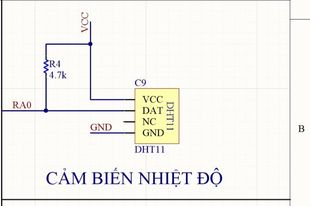 VCC
R4
4.7k
C9
RA0
VCC
DAT
NC
GND
DHT11
GND
DHT11
B
CẢM BIẾN NHIỆT ĐỘ